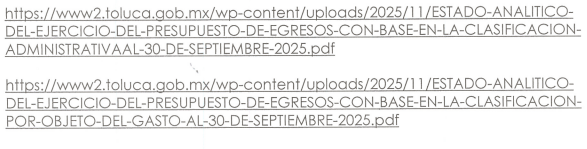 https://www2.toluca.gob.mx/wp-content/uploads/2025/11/ESTADO-ANALITICO-
DEL-EJERCICIO-DEL-PRESUPUESTO-DE-EGRESOS-CON-BASE-EN-LA-CLASIFICACION-
ADMINISTRATIVAAL-30-DE-SEPTIEMBRE-2025.pdf
https://www2.toluca.gob.mx/wp-content/uploads/2025/11/ESTADO-ANALITICO-
DEL-EJERCICIO-DEL-PRESUPUESTO-DE-EGRESOS-CON-BASE-EN-LA-CLASIFICACION-
POR-OBJETO-DEL-GASTO-AL-30-DE-SEPTIEMBRE-2025.pdf